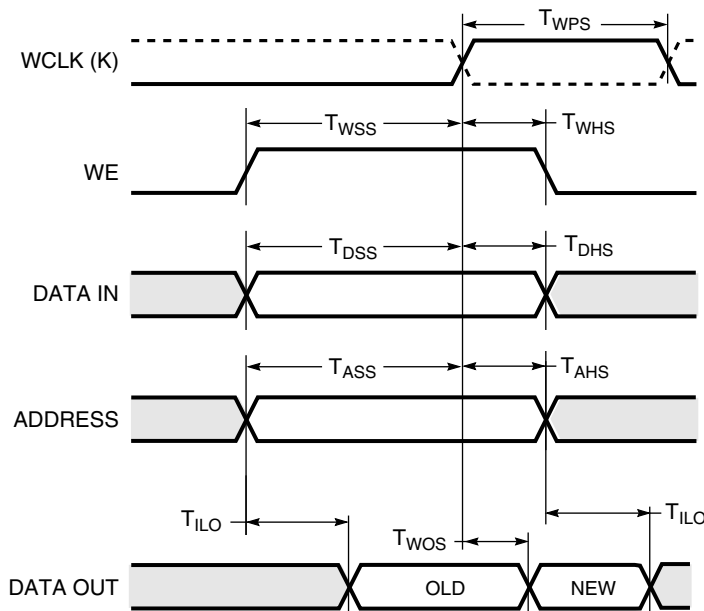 T_WPS
WCLK (K)
T_WSS T_WHS
WE
T_DSS T_DHS
DATA IN
T_ASS T_AHS
ADDRESS
T_ILO T_WOS T_ILO
DATA OUT OLD NEW